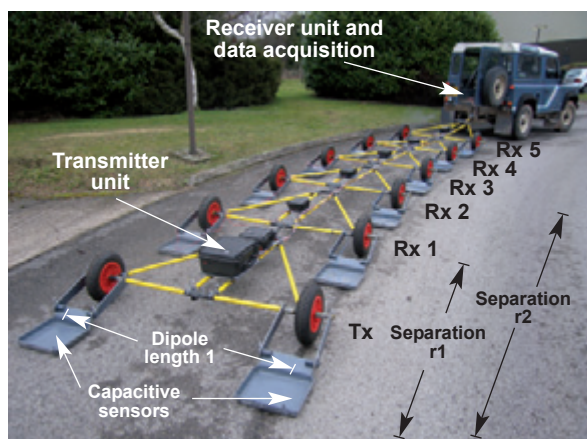 Receiver unit and
data acquisition
Transmitter
unit
Rx 5
Rx 4
Rx 3
Rx 2
Rx 1
Separation
r2
Tx
Separation
r1
Dipole
length 1
Capacitive
sensors